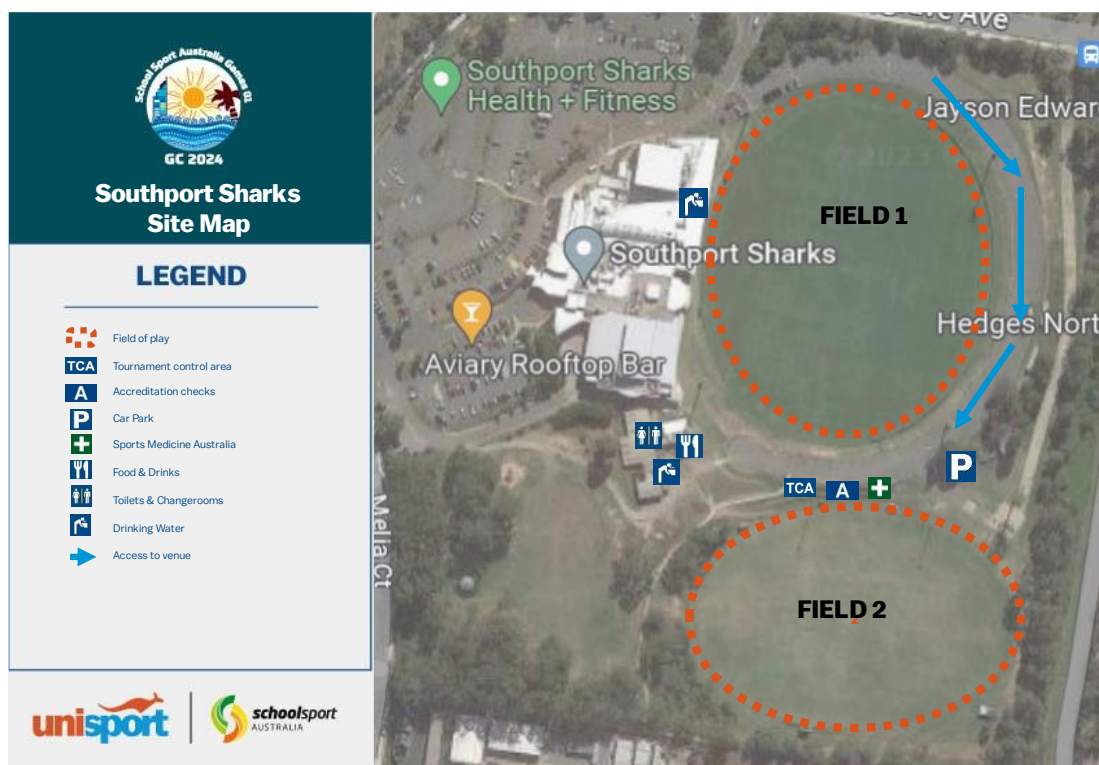 School Sport Australia Games 01
GC 2024
Southport Sharks
Site Map
LEGEND
Field of play
TCA
Tournament control area
A
Accreditation checks
P
Car Park
Sports Medicine Australia
Food & Drinks
Toilets & Changerooms
Drinking Water
Access to venue
unisport
schoolsport
AUSTRALIA
Ave
Southport Sharks
Health + Fitness
Jayson Edwar
FIELD 1
Southport Sharks
Hedges Nort
Aviary Rooftop Bar
P
TCA
A
Melia Ct
FIELD 2
2